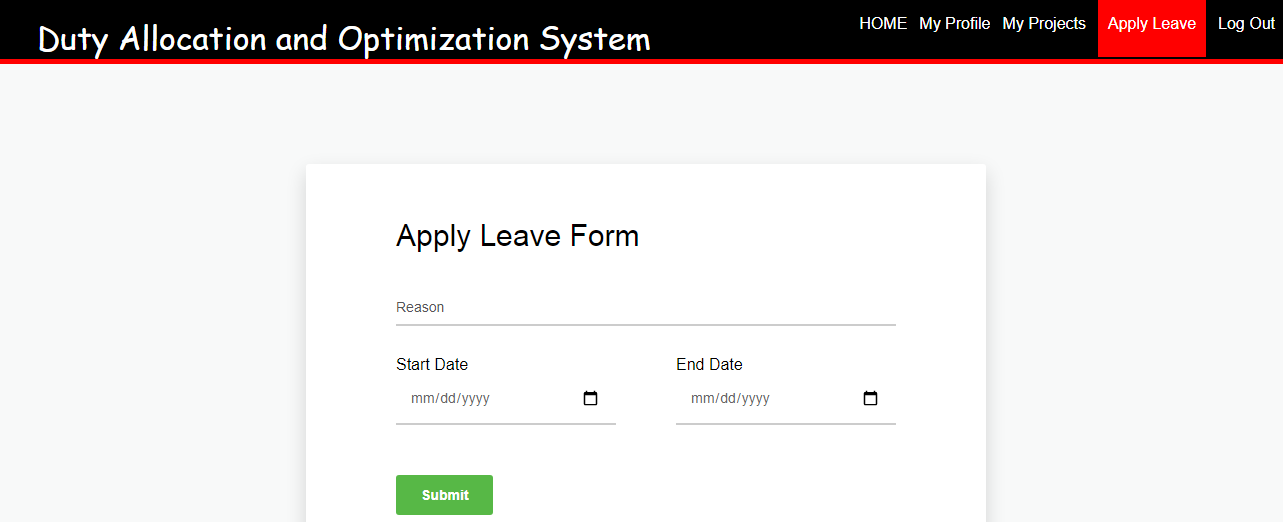 Duty Allocation and Optimization System
HOME My Profile My Projects Apply Leave Log Out
Apply Leave Form
Reason
Start Date End Date
mm/dd/yyyy mm/dd/yyyy
Submit